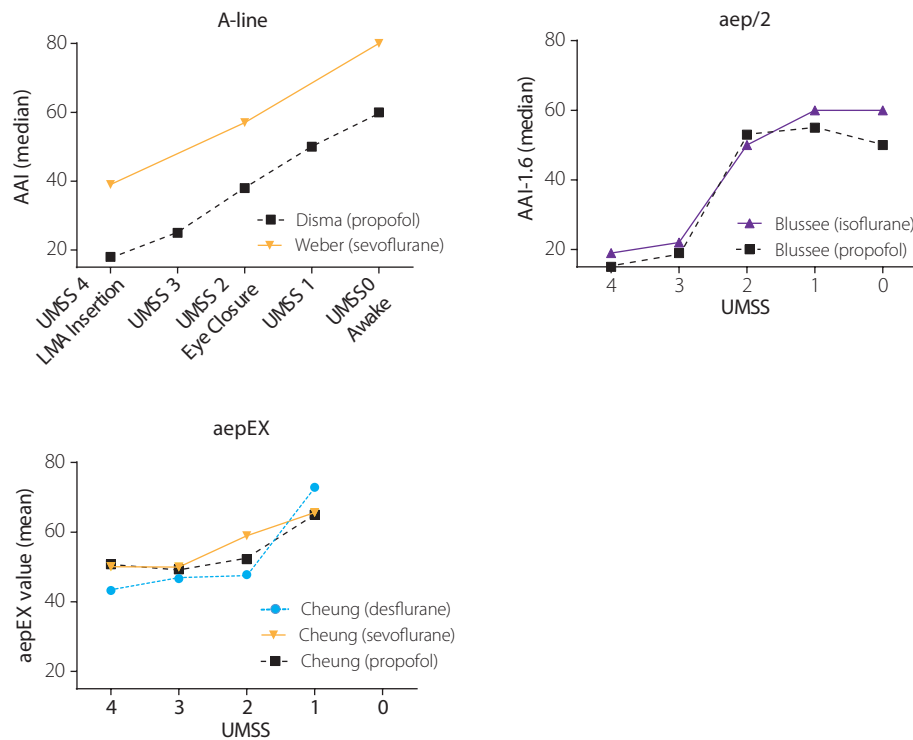 A-line
80
60
40
20
AAI (median)
Disma (propofol)
Weber (sevoflurane)
UMSS 4
LMA Insertion
UMSS 3
UMSS 2
Eye Closure
UMSS 1
UMSS0
Awake
aep/2
80
60
40
20
AAI-1.6 (median)
Blussee (isoflurane)
Blussee (propofol)
4 3 2 1 0
UMSS
aepEX
80
60
40
20
aepEX value (mean)
Cheung (desflurane)
Cheung (sevoflurane)
Cheung (propofol)
4 3 2 1 0
UMSS